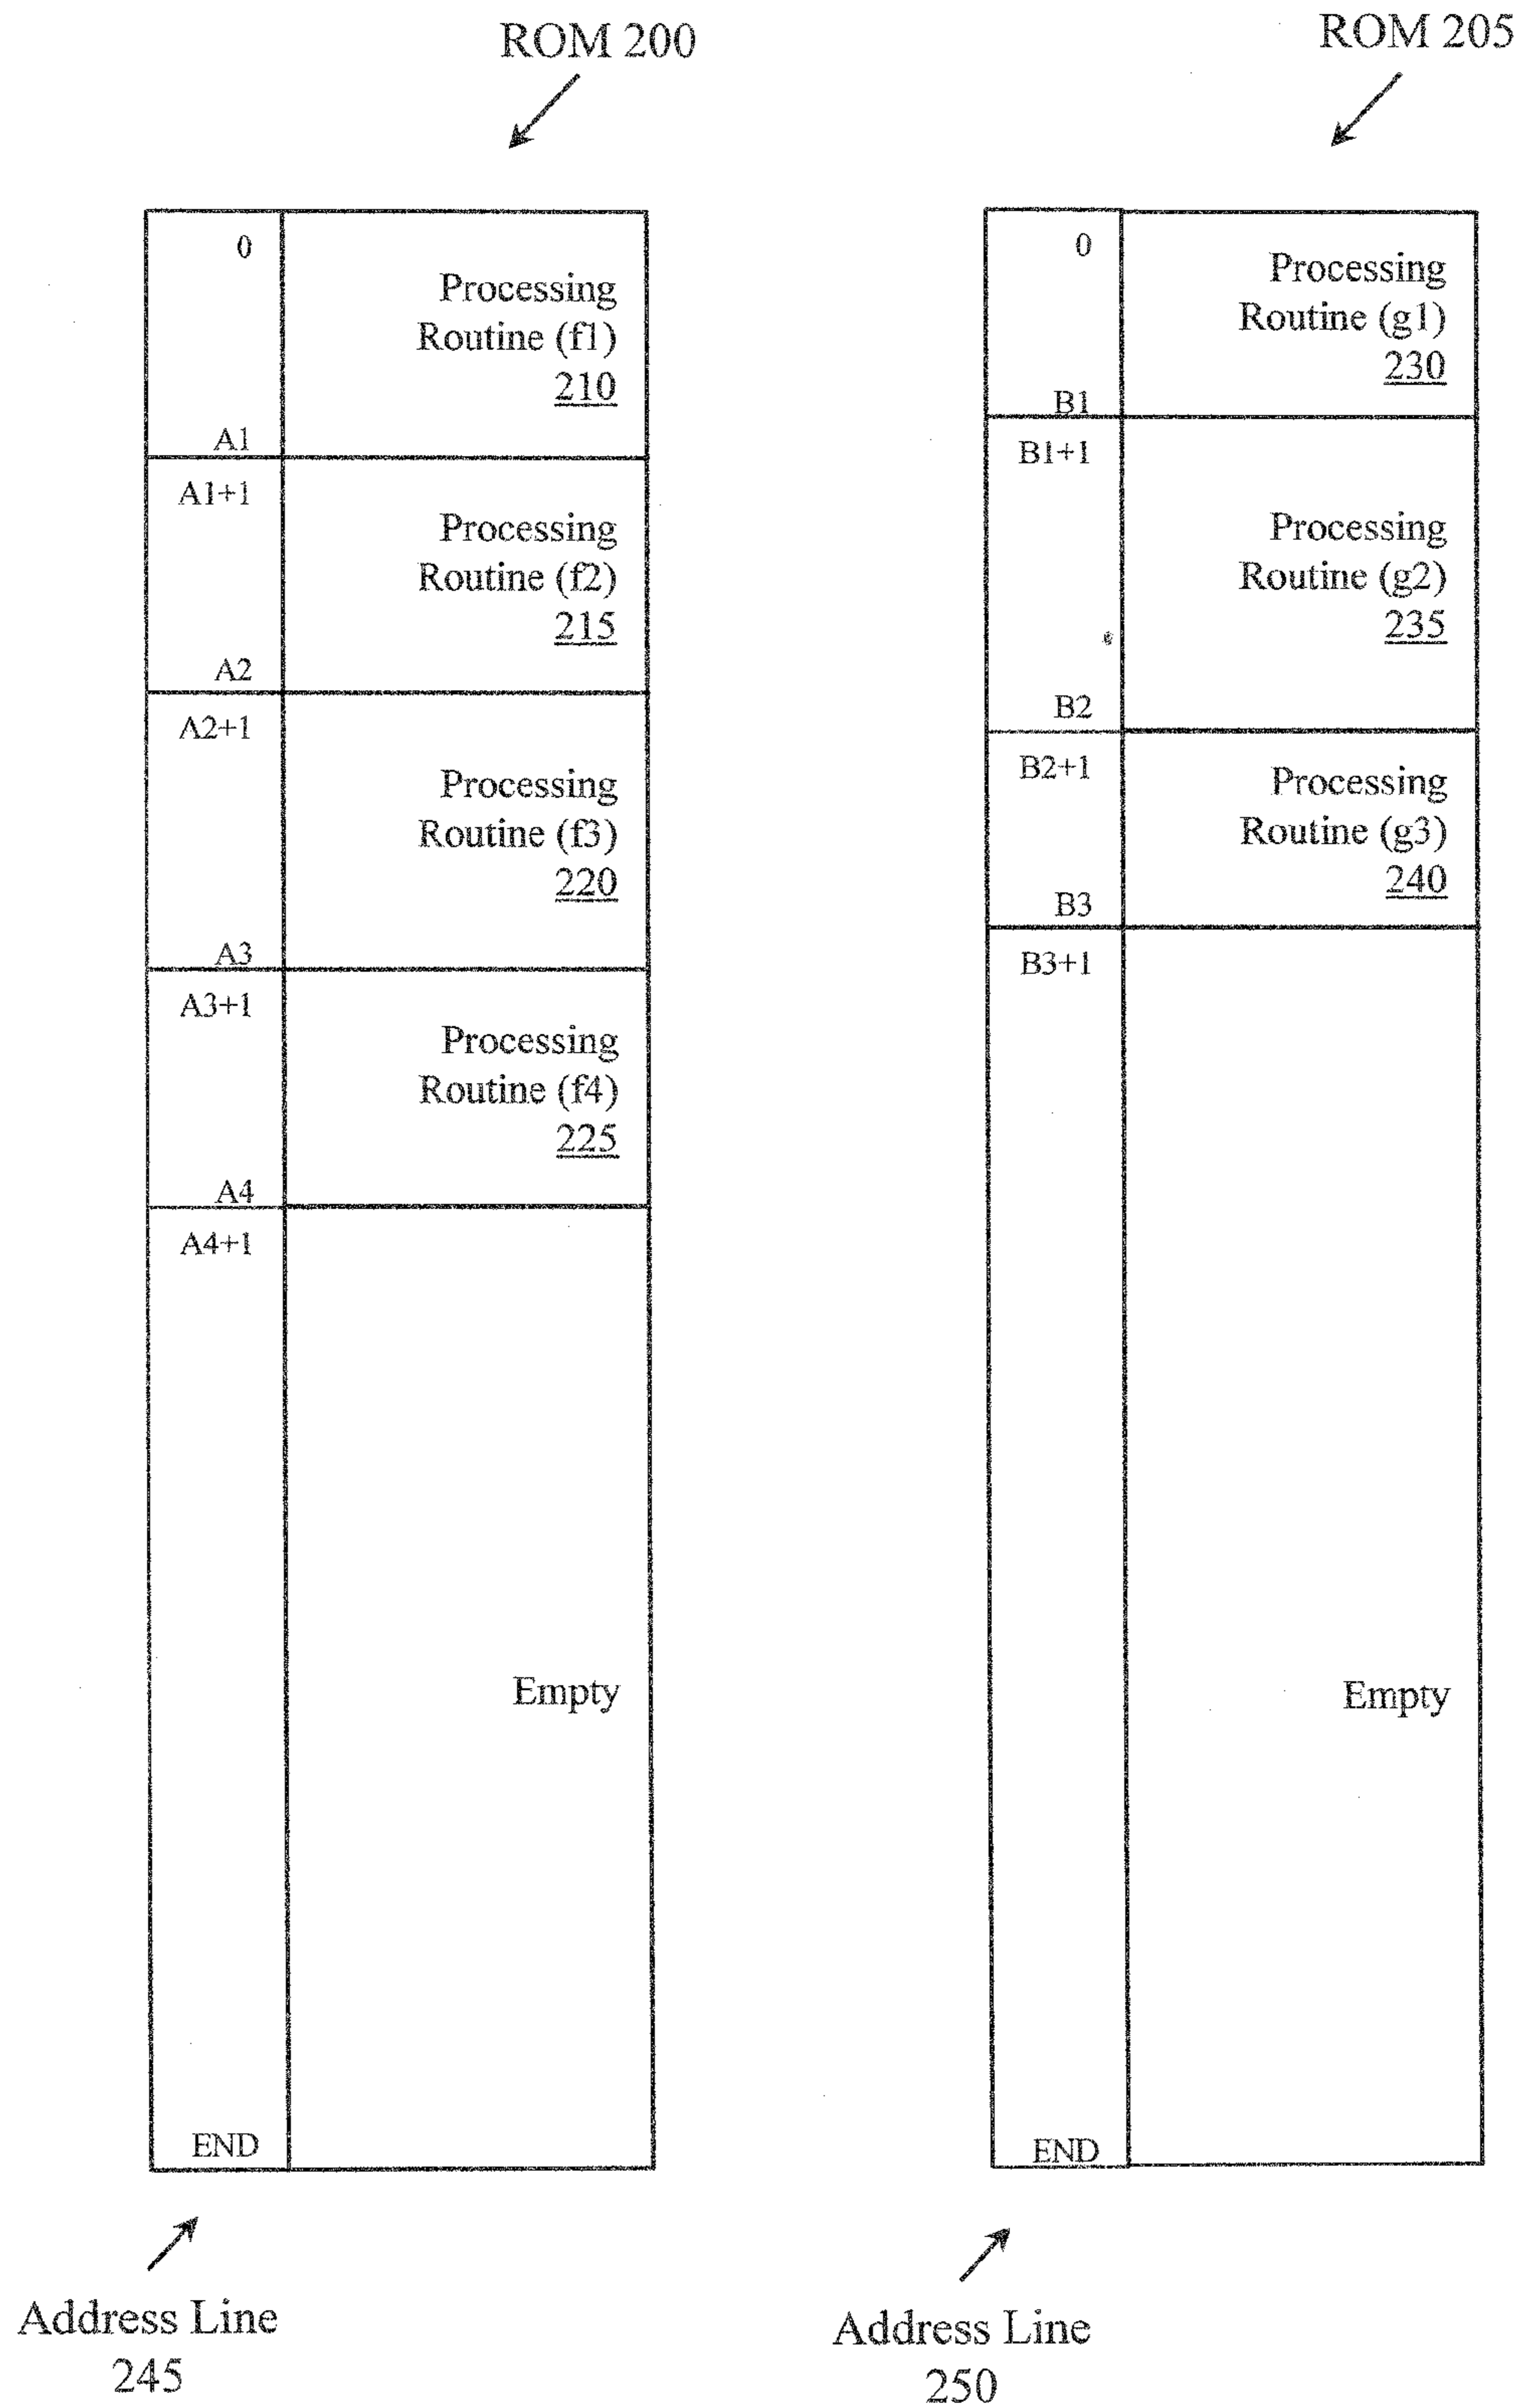 ROM 200
0
Processing
Routine (f1)
210
A1
A1+1
Processing
Routine (f2)
215
A2
A2+1
Processing
Routine (f3)
220
A3
A3+1
Processing
Routine (f4)
225
A4
A4+1
Empty
END
Address Line
245
ROM 205
0
Processing
Routine (g1)
230
B1
B1+1
Processing
Routine (g2)
235
B2
B2+1
Processing
Routine (g3)
240
B3
B3+1
Empty
END
Address Line
250